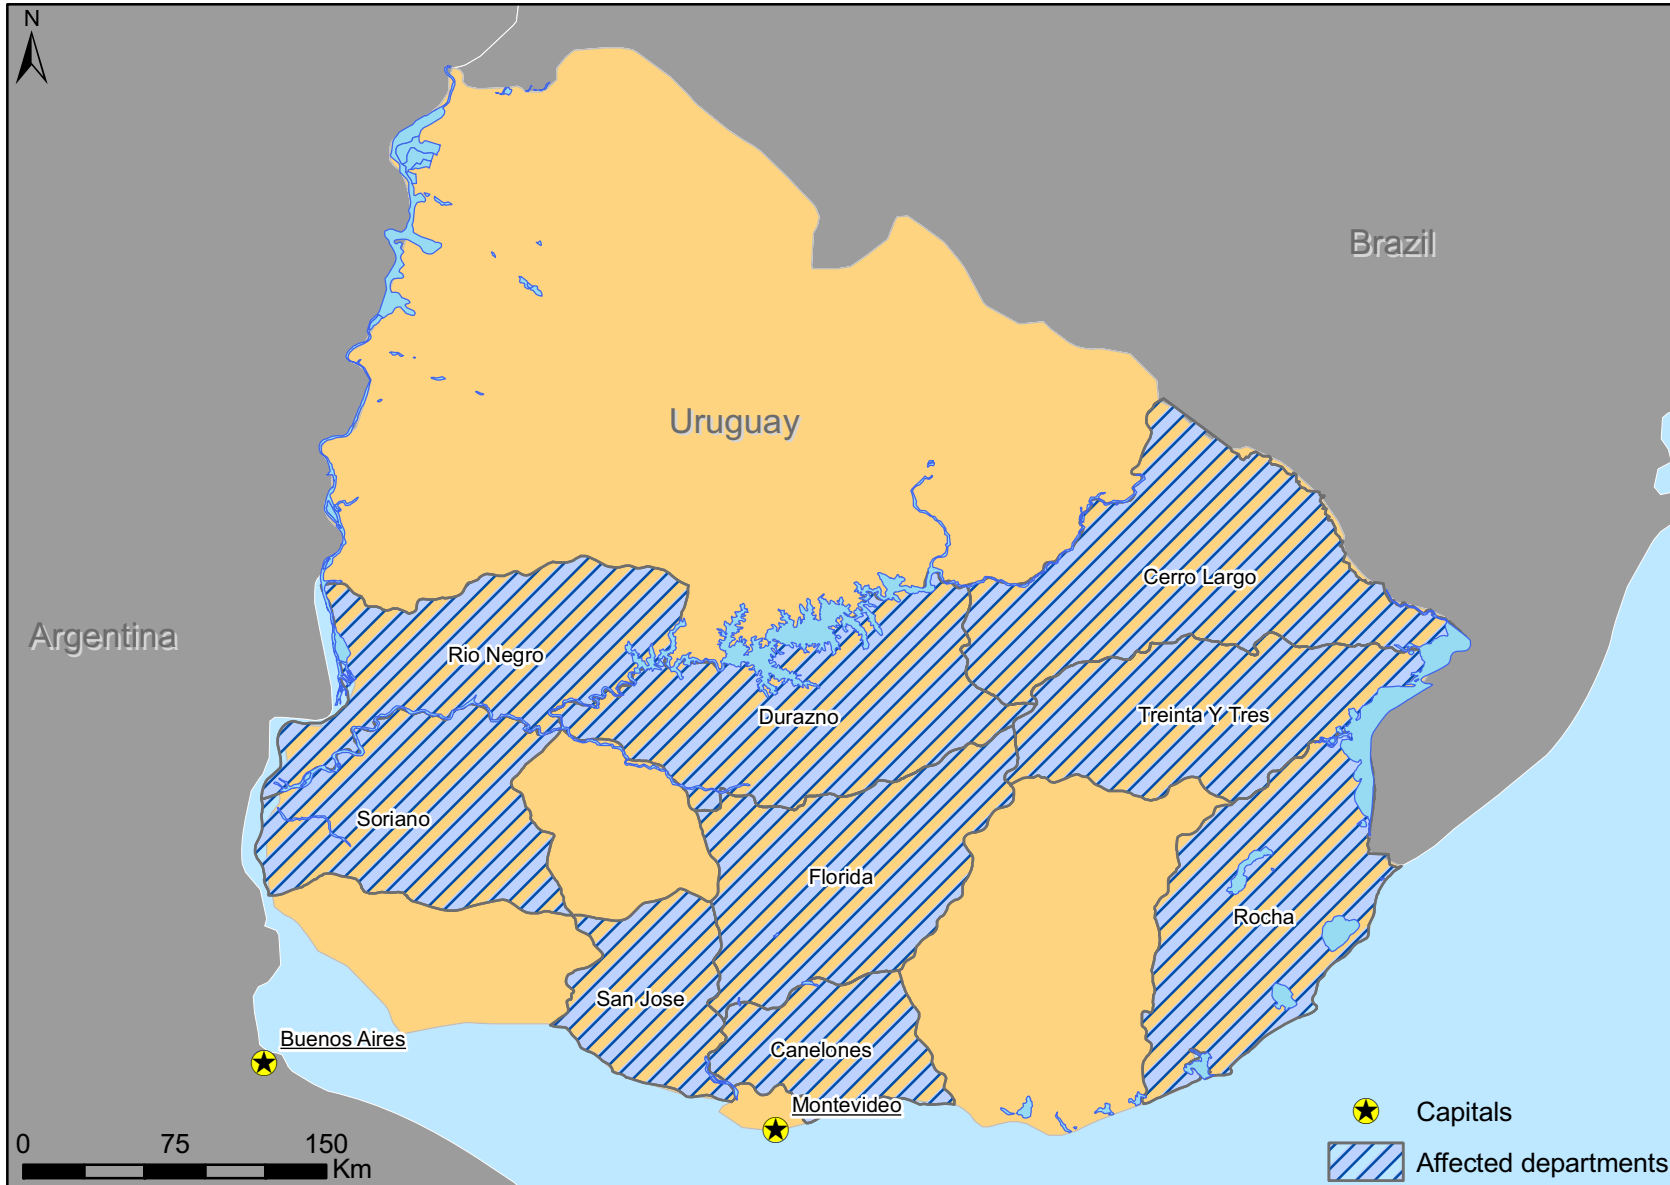 N
Brazil
Uruguay
Cerro Largo
Argentina
Rio Negro
Durazno
Treinta Y Tres
Soriano
Florida
Rocha
San Jose
Buenos Aires
Canelones
Montevideo
Capitals
0 75 150
Km
Affected departments